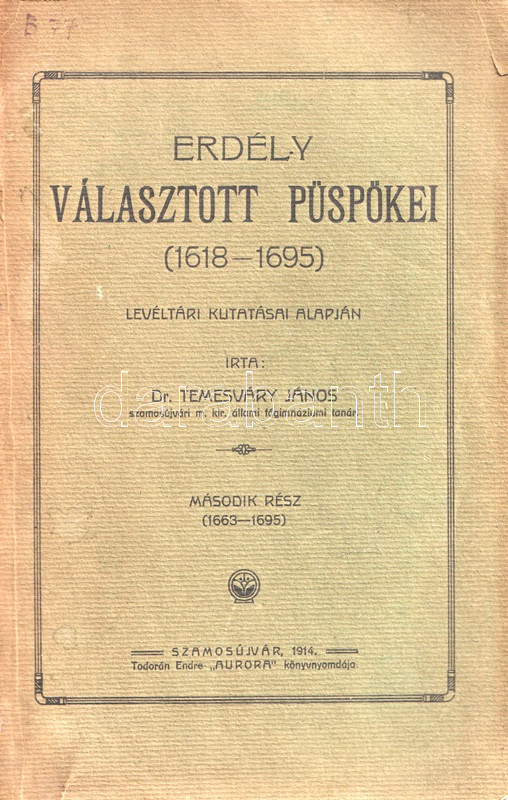 B 77
ERDÉLY
VÁLASZTOTT PÜSPÖKEI
(1618—1695)
LEVÉLTÁRI KUTATÁSAI ALAPJÁN
IRTA:
Dr. TEMESVÁRY JÁNOS
szamosújvári m. kir. állami főgimnáziumi tanár.
MÁSODIK RÉSZ
(1663—1695)
SZAMOSÚJVÁR, 1914.
Todorán Endre „AURORA" könyvnyomdája
darabanth